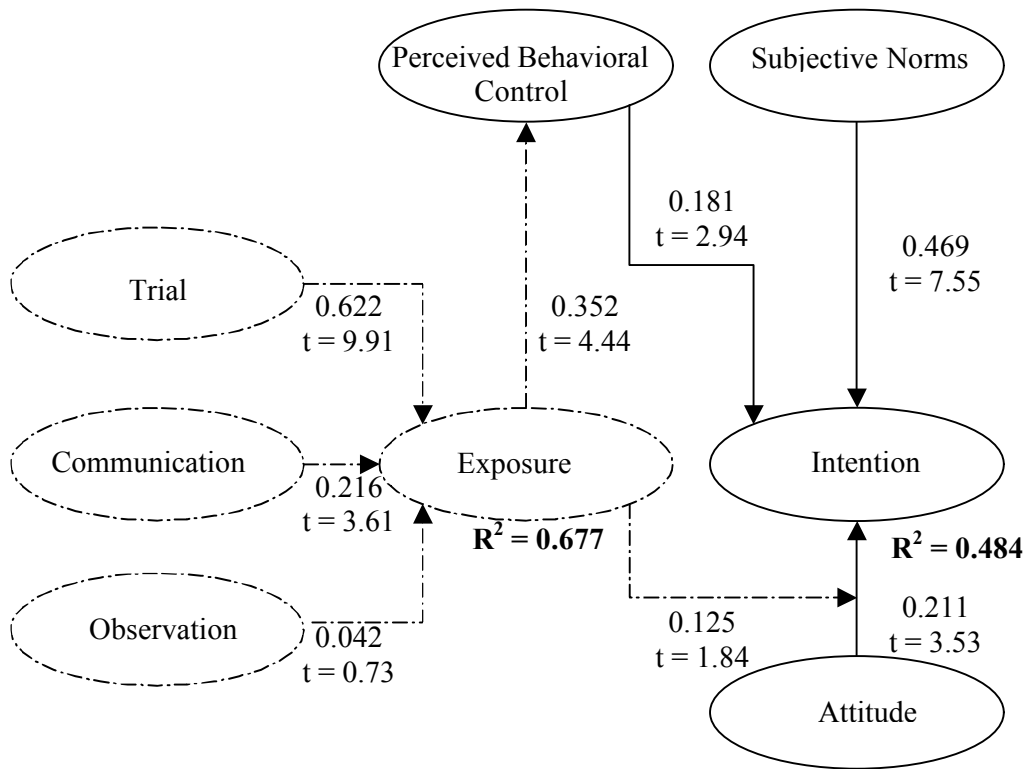 Perceived Behavioral
Control
Subjective Norms
0.181
t = 2.94
0.469
t = 7.55
Trial
0.622
t = 9.91
0.352
t = 4.44
Communication
0.216
t = 3.61
Exposure
R² = 0.677
Intention
R² = 0.484
Observation
0.042
t = 0.73
0.125
t = 1.84
0.211
t = 3.53
Attitude